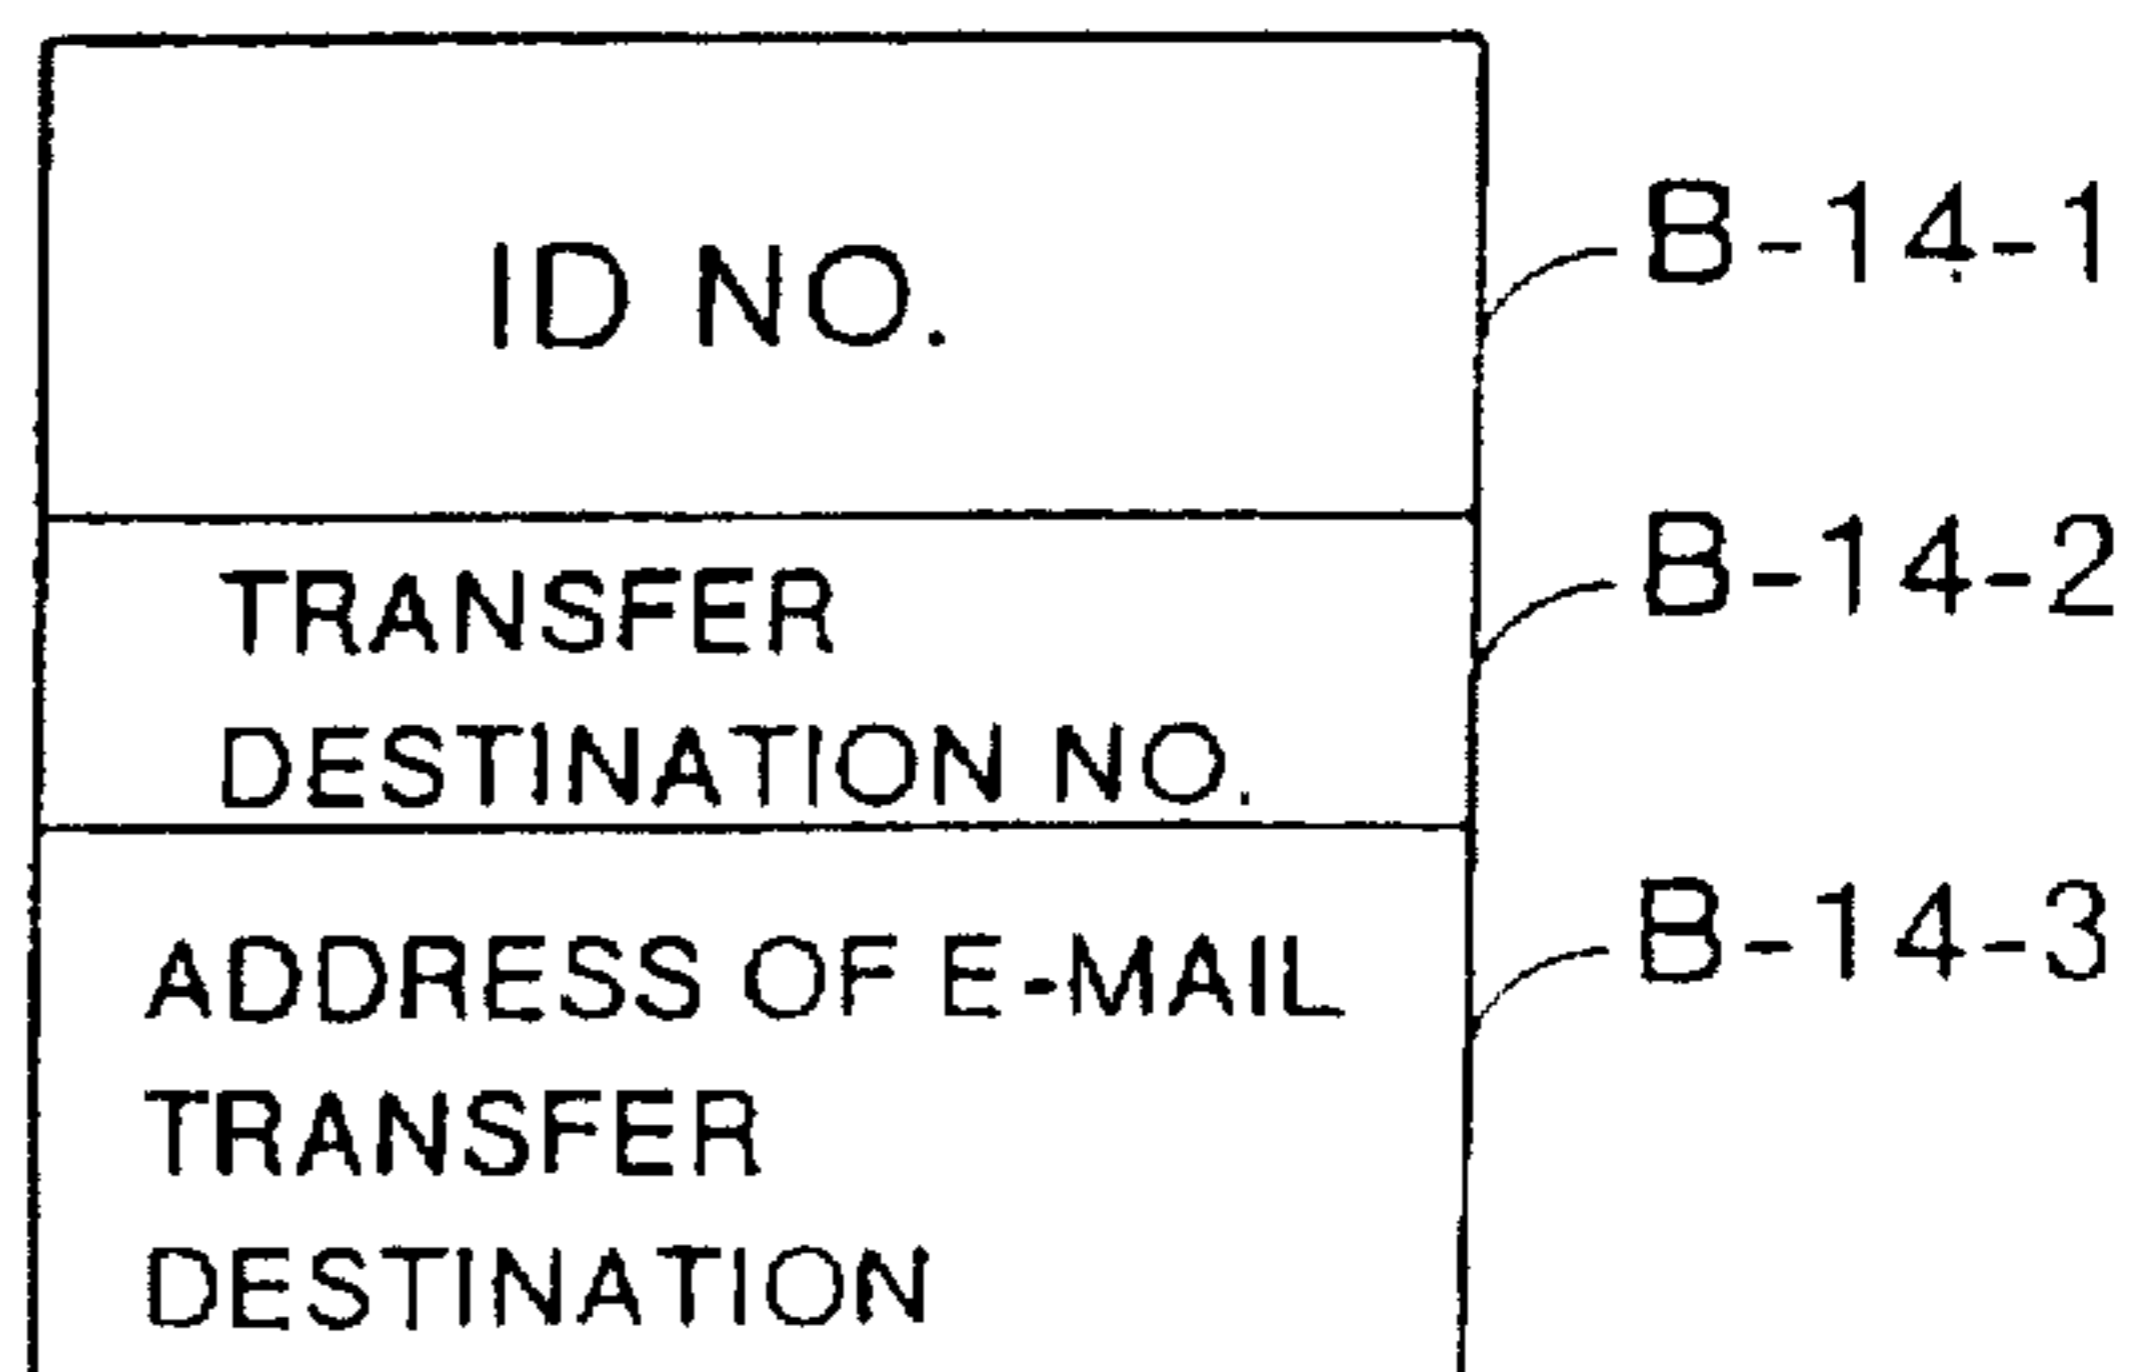 ID NO.
B-14-1
TRANSFER
DESTINATION NO.
B-14-2
ADDRESS OF E-MAIL
TRANSFER
DESTINATION
B-14-3